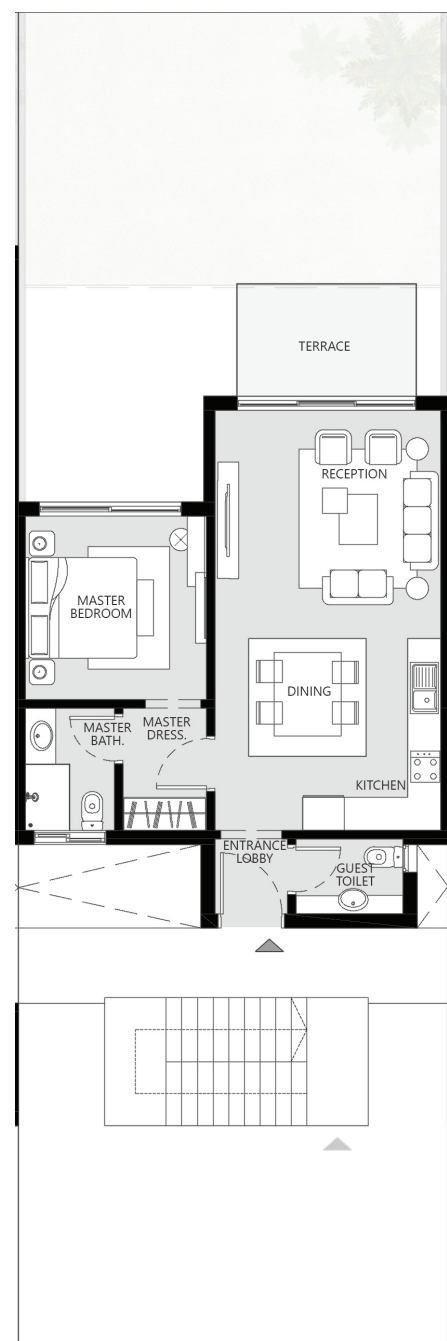 TERRACE
RECEPTION
MASTER
BEDROOM
DINING
MASTER
BATH.
MASTER
DRESS.
KITCHEN
ENTRANCE
LOBBY
GUEST
TOILET